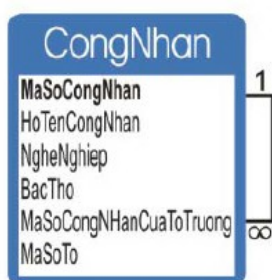 CongNhan
MaSoCongNhan
1
HoTenCongNhan
NgheNghiep
BacTho
MaSoCongNHanCuaToTruong
∞
MaSoTo